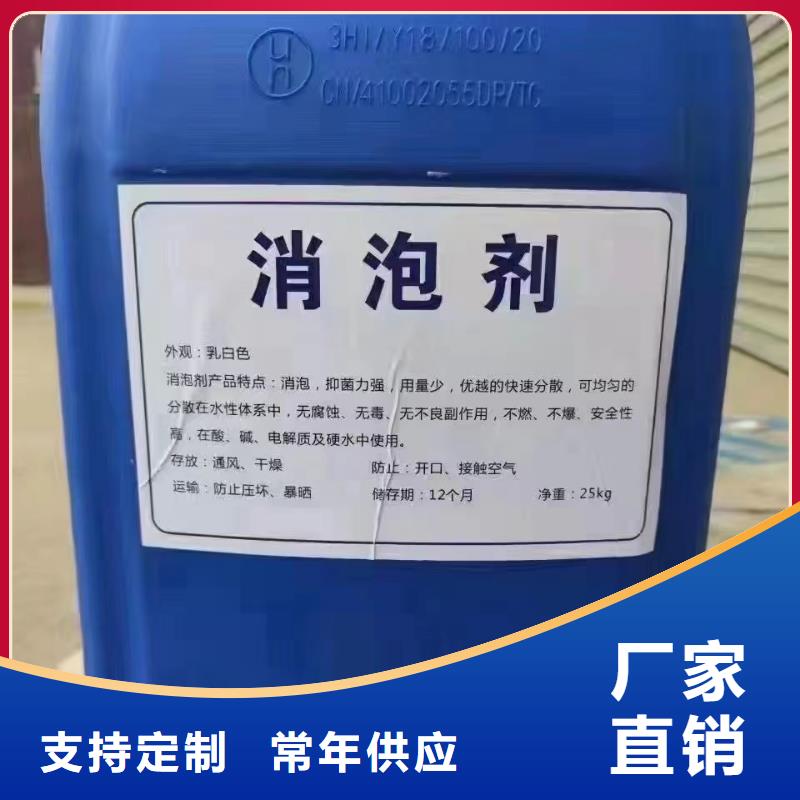 3H1/Y18/100/20
CN/41002055DP/TC
消泡剂
外观：乳白色
消泡剂产品特点：消泡，抑菌力强，用量少，优越的快速分散，可均匀的
分散在水性体系中，无腐蚀、无毒、无不良副作用，不燃、不爆、安全性
高，在酸、碱、电解质及硬水中使用。
存放：通风、干燥 防止：开口、接触空气
运输：防止压坏、暴晒 储存期：12个月 净重：25kg
厂家
直销
支持定制 常年供应